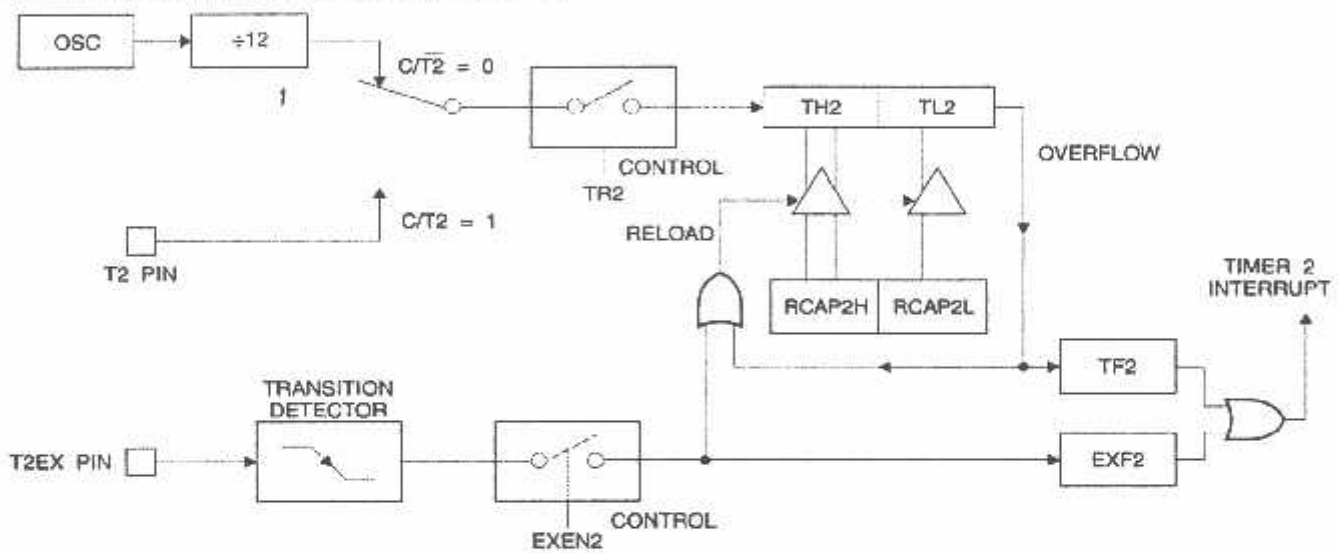 OSC
÷12
C/T̅2̅ = 0
1
TH2
TL2
OVERFLOW
CONTROL
TR2
C/T2 = 1
T2 PIN
RELOAD
RCAP2H
RCAP2L
TIMER 2
INTERRUPT
TF2
TRANSITION
DETECTOR
T2EX PIN
EXF2
CONTROL
EXEN2